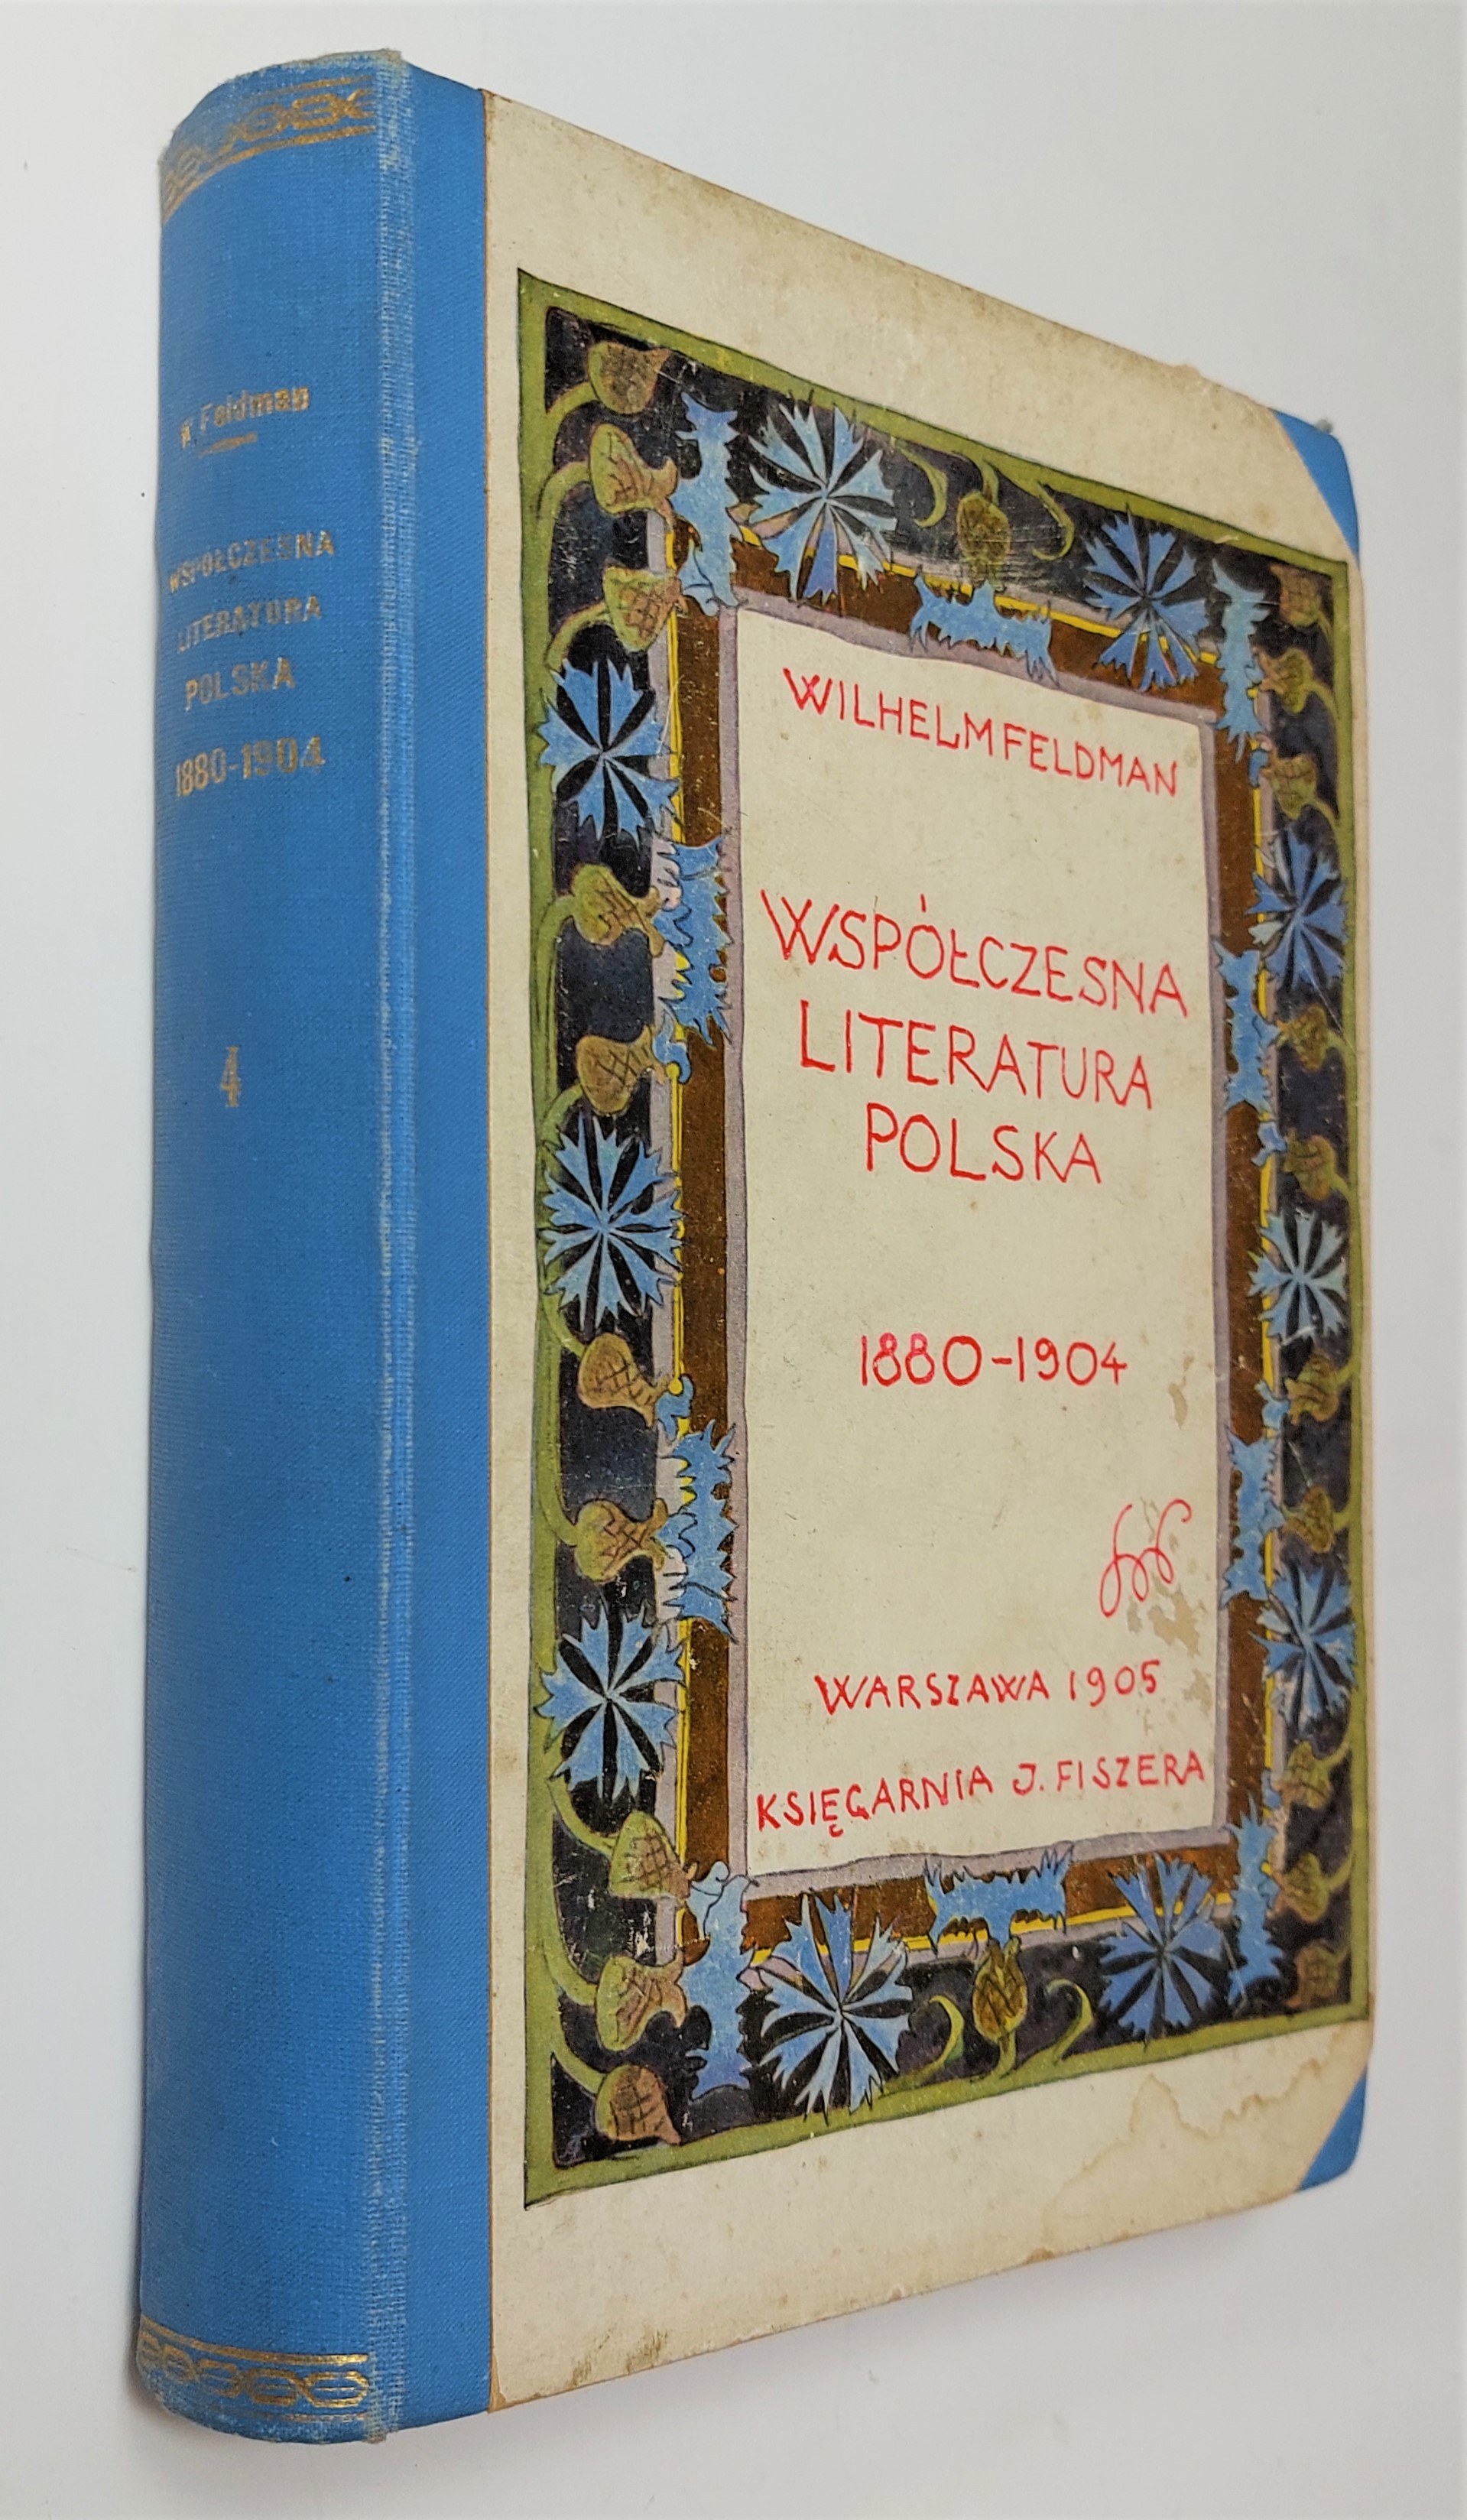 W. Feldman
WSPÓŁCZESNA
LITERATURA
POLSKA
1880-1904
4
WILHELM FELDMAN
WSPÓŁCZESNA
LITERATURA
POLSKA
1880-1904
WARSZAWA 1905
KSIĘGARNIA J. FISZERA